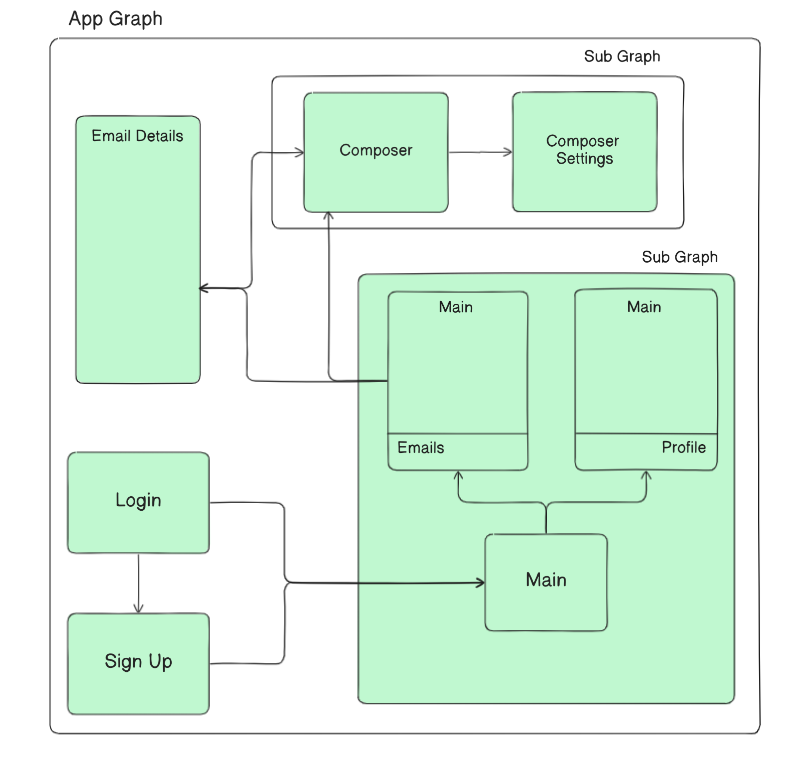 App Graph
Sub Graph
Email Details
Composer
Composer
Settings
Sub Graph
Main
Main
Emails
Profile
Login
Main
Sign Up